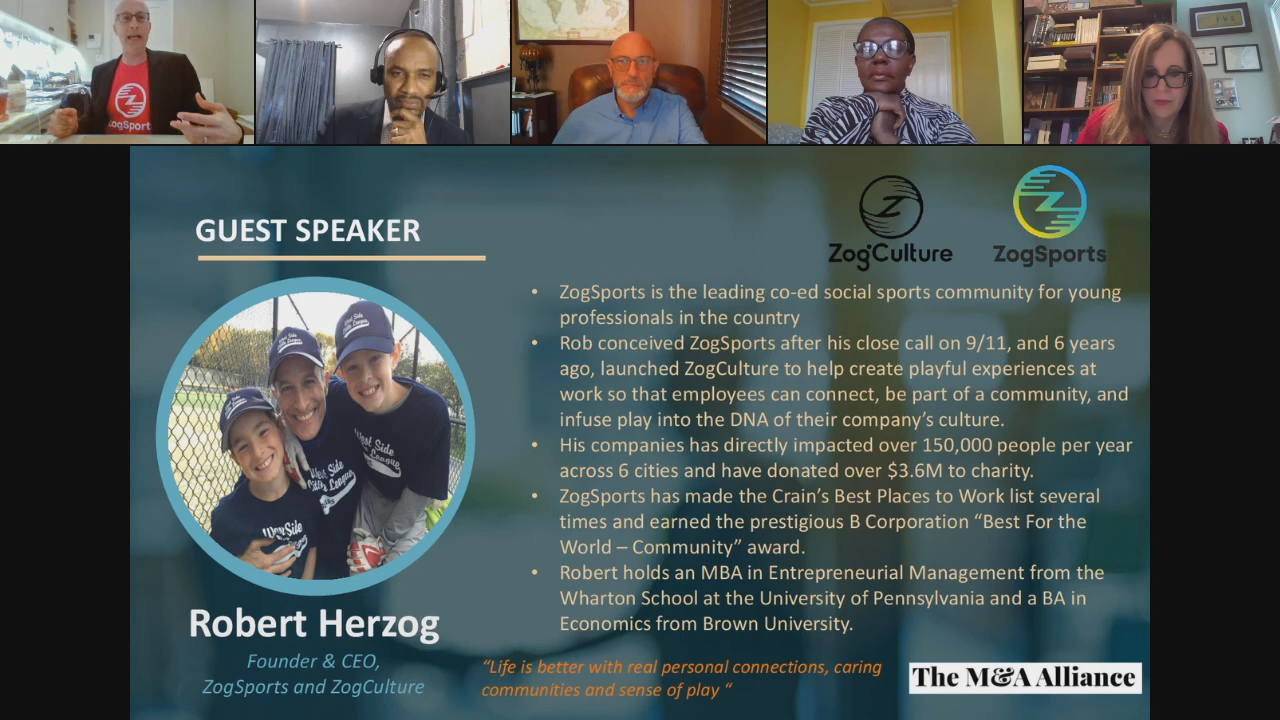 ZogSport
GUEST SPEAKER
ZogCulture
ZogSports
• ZogSports is the leading co-ed social sports community for young
professionals in the country
• Rob conceived ZogSports after his close call on 9/11, and 6 years
ago, launched ZogCulture to help create playful experiences at
work so that employees can connect, be part of a community, and
infuse play into the DNA of their company’s culture.
• His companies has directly impacted over 150,000 people per year
across 6 cities and have donated over $3.6M to charity.
• ZogSports has made the Crain’s Best Places to Work list several
times and earned the prestigious B Corporation “Best For the
World – Community” award.
• Robert holds an MBA in Entrepreneurial Management from the
Wharton School at the University of Pennsylvania and a BA in
Economics from Brown University.
West Side
League
West Side
League
West Side
Robert Herzog
Founder & CEO,
ZogSports and ZogCulture
“Life is better with real personal connections, caring
communities and sense of play “
The M&A Alliance